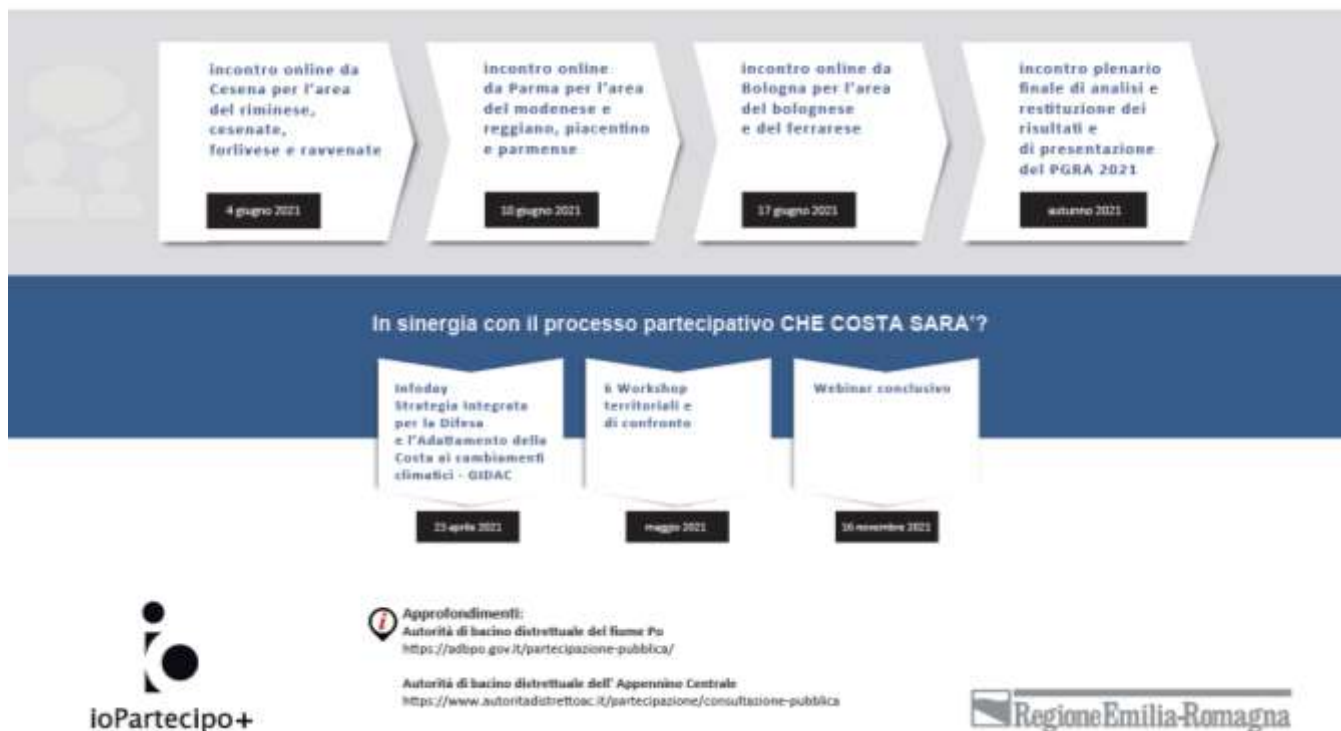 incontro online da
Cesena per l'area
del riminese,
cesenate,
forlivese e ravvenate
4 giugno 2021
incontro online
da Parma per l'area
del modenese e
reggiano, piacentino
e parmense
10 giugno 2021
incontro online da
Bologna per l'area
del bolognese
e del ferrarese
17 giugno 2021
incontro plenario
finale di analisi e
restituzione dei
risultati e
di presentazione
del PGRA 2021
autunno 2021
In sinergia con il processo partecipativo CHE COSTA SARA'?
Infoday
Strategia Integrata
per la Difesa
e l'Adattamento della
Costa ai cambiamenti
climatici - GIDAC
23 aprile 2021
6 Workshop
territoriali e
di confronto
maggio 2021
Webinar conclusivo
16 novembre 2021
io
ioPartecipo+
i
Approfondimenti:
Autorità di bacino distrettuale del fiume Po
https://adbpo.gov.it/partecipazione-pubblica/
Autorità di bacino distrettuale dell' Appennino Centrale
https://www.autoritadistrettoac.it/partecipazione/consultazione-pubblica
RegioneEmilia-Romagna